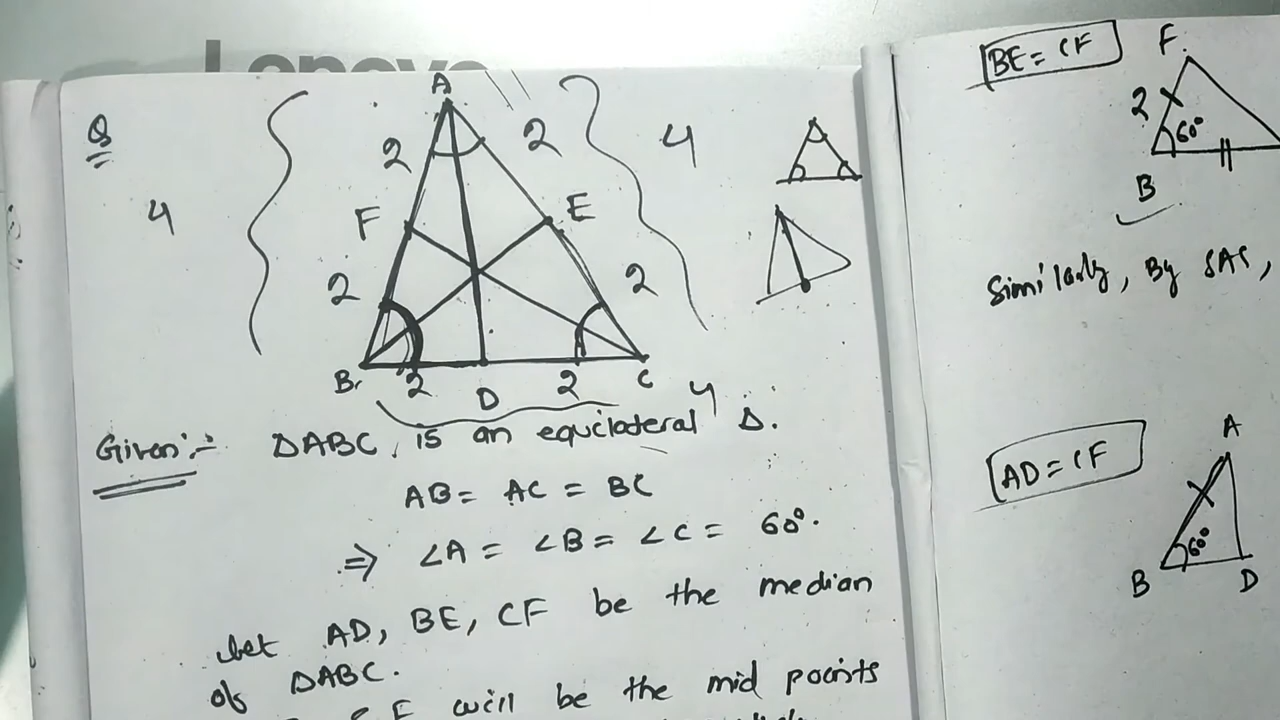 Lenovo
Q
A
2
2
4
4
F
E
2
2
B
2
D
2
C
4
Given:-
ΔABC, is an equilateral Δ.
AB = AC = BC
⇒ ∠A = ∠B = ∠C = 60°.
Let AD, BE, CF be the median
of ΔABC.
F will be the mid points
BE = CF
F
2
60°
B
Similarly, By SAS,
AD = CF
A
60°
B
D